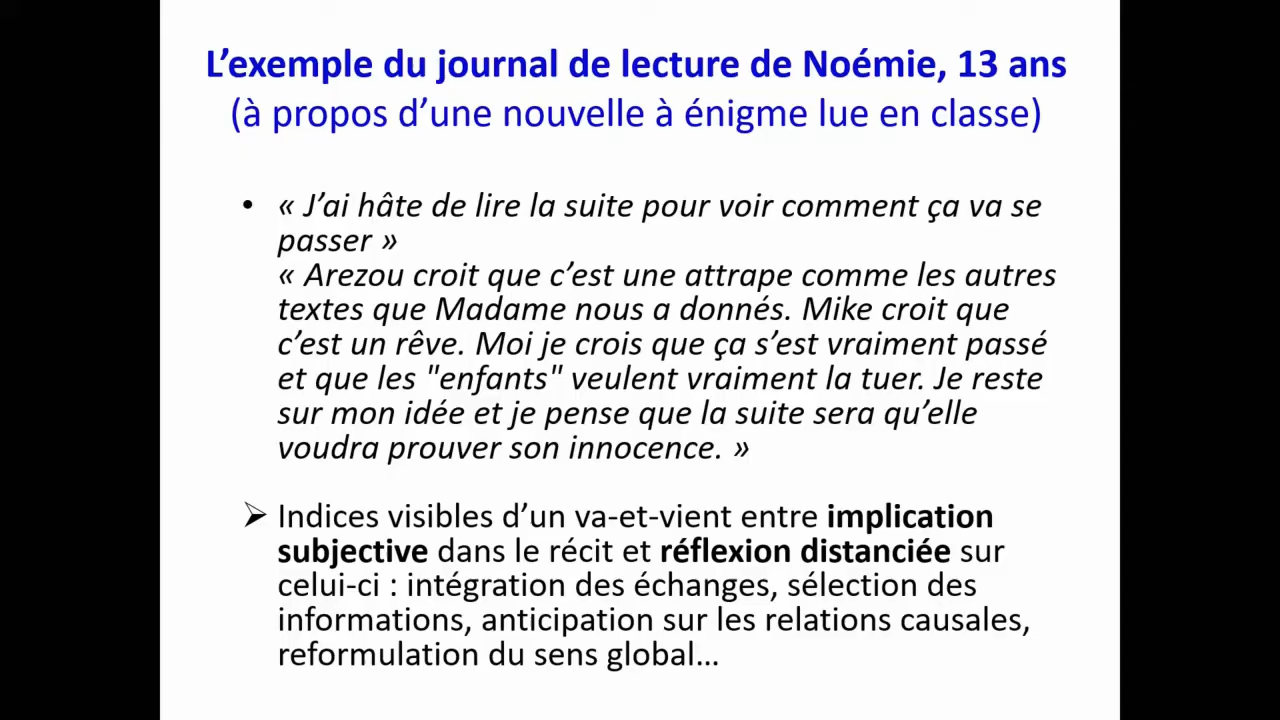 L’exemple du journal de lecture de Noémie, 13 ans
(à propos d’une nouvelle à énigme lue en classe)
• « J’ai hâte de lire la suite pour voir comment ça va se
passer »
« Arezou croit que c’est une attrape comme les autres
textes que Madame nous a donnés. Mike croit que
c’est un rêve. Moi je crois que ça s’est vraiment passé
et que les "enfants" veulent vraiment la tuer. Je reste
sur mon idée et je pense que la suite sera qu’elle
voudra prouver son innocence. »
➢ Indices visibles d’un va-et-vient entre implication
subjective dans le récit et réflexion distanciée sur
celui-ci : intégration des échanges, sélection des
informations, anticipation sur les relations causales,
reformulation du sens global…